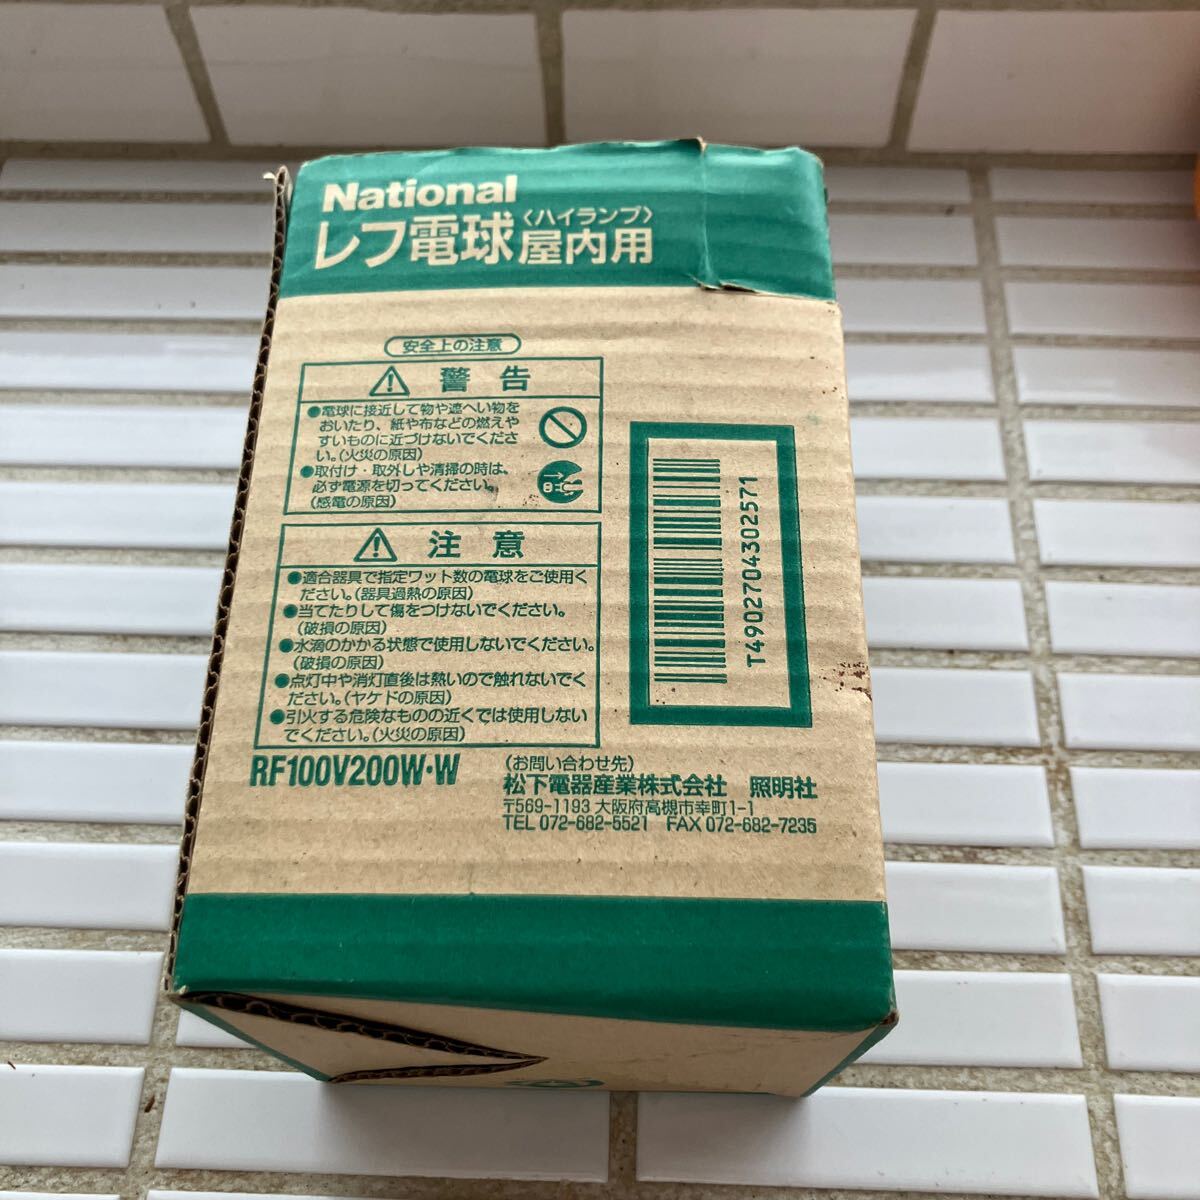 National
レフ電球〈ハイランプ〉屋内用
安全上の注意
警告
●電球に接近して物や遮へい物を
おいたり、紙や布などの燃えや
すいものに近づけないでくださ
い。(火災の原因)
●取付け・取外しや清掃の時は、
必ず電源を切ってください。
(感電の原因)
注意
●適合器具で指定ワット数の電球をご使用く
ださい。(器具過熱の原因)
●当てたりして傷をつけないでください。
(破損の原因)
●水滴のかかる状態で使用しないでください。
(破損の原因)
●点灯中や消灯直後は熱いので触れないでく
ださい。(ヤケドの原因)
●引火する危険なものの近くでは使用しない
でください。(火災の原因)
T4902704302571
RF100V200W・W
(お問い合わせ先)
松下電器産業株式会社 照明社
〒569-1193 大阪府高槻市幸町1-1
TEL 072-682-5521 FAX 072-682-7235